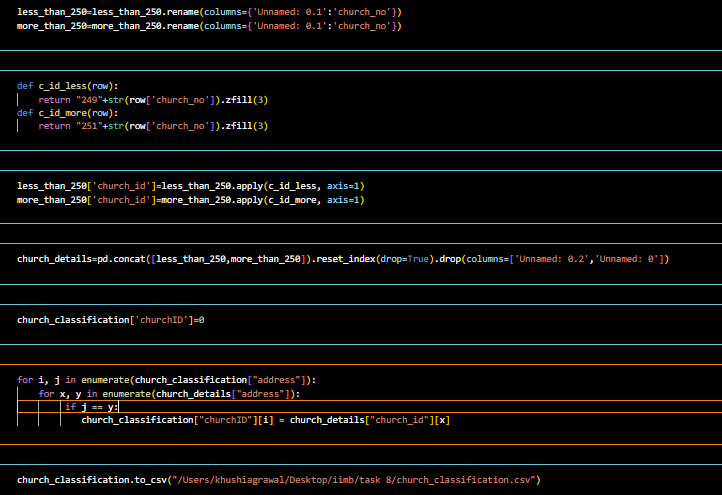 less_than_250=less_than_250.rename(columns={'Unnamed: 0.1':'church_no'})
more_than_250=more_than_250.rename(columns={'Unnamed: 0.1':'church_no'})
def c_id_less(row):
    return "249"+str(row['church_no']).zfill(3)
def c_id_more(row):
    return "251"+str(row['church_no']).zfill(3)
less_than_250['church_id']=less_than_250.apply(c_id_less, axis=1)
more_than_250['church_id']=more_than_250.apply(c_id_more, axis=1)
church_details=pd.concat([less_than_250,more_than_250]).reset_index(drop=True).drop(columns=['Unnamed: 0.2','Unnamed: 0'])
church_classification['churchID']=0
for i, j in enumerate(church_classification["address"]):
    for x, y in enumerate(church_details["address"]):
        if j == y:
            church_classification["churchID"][i] = church_details["church_id"][x]
church_classification.to_csv("/Users/khushiagrawal/Desktop/iimb/task 8/church_classification.csv")